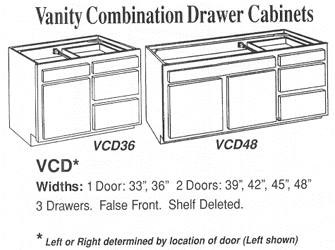 Vanity Combination Drawer Cabinets
VCD36
VCD48
VCD*
Widths: 1 Door: 33", 36" 2 Doors: 39", 42", 45", 48"
3 Drawers. False Front. Shelf Deleted.
* Left or Right determined by location of door (Left shown)